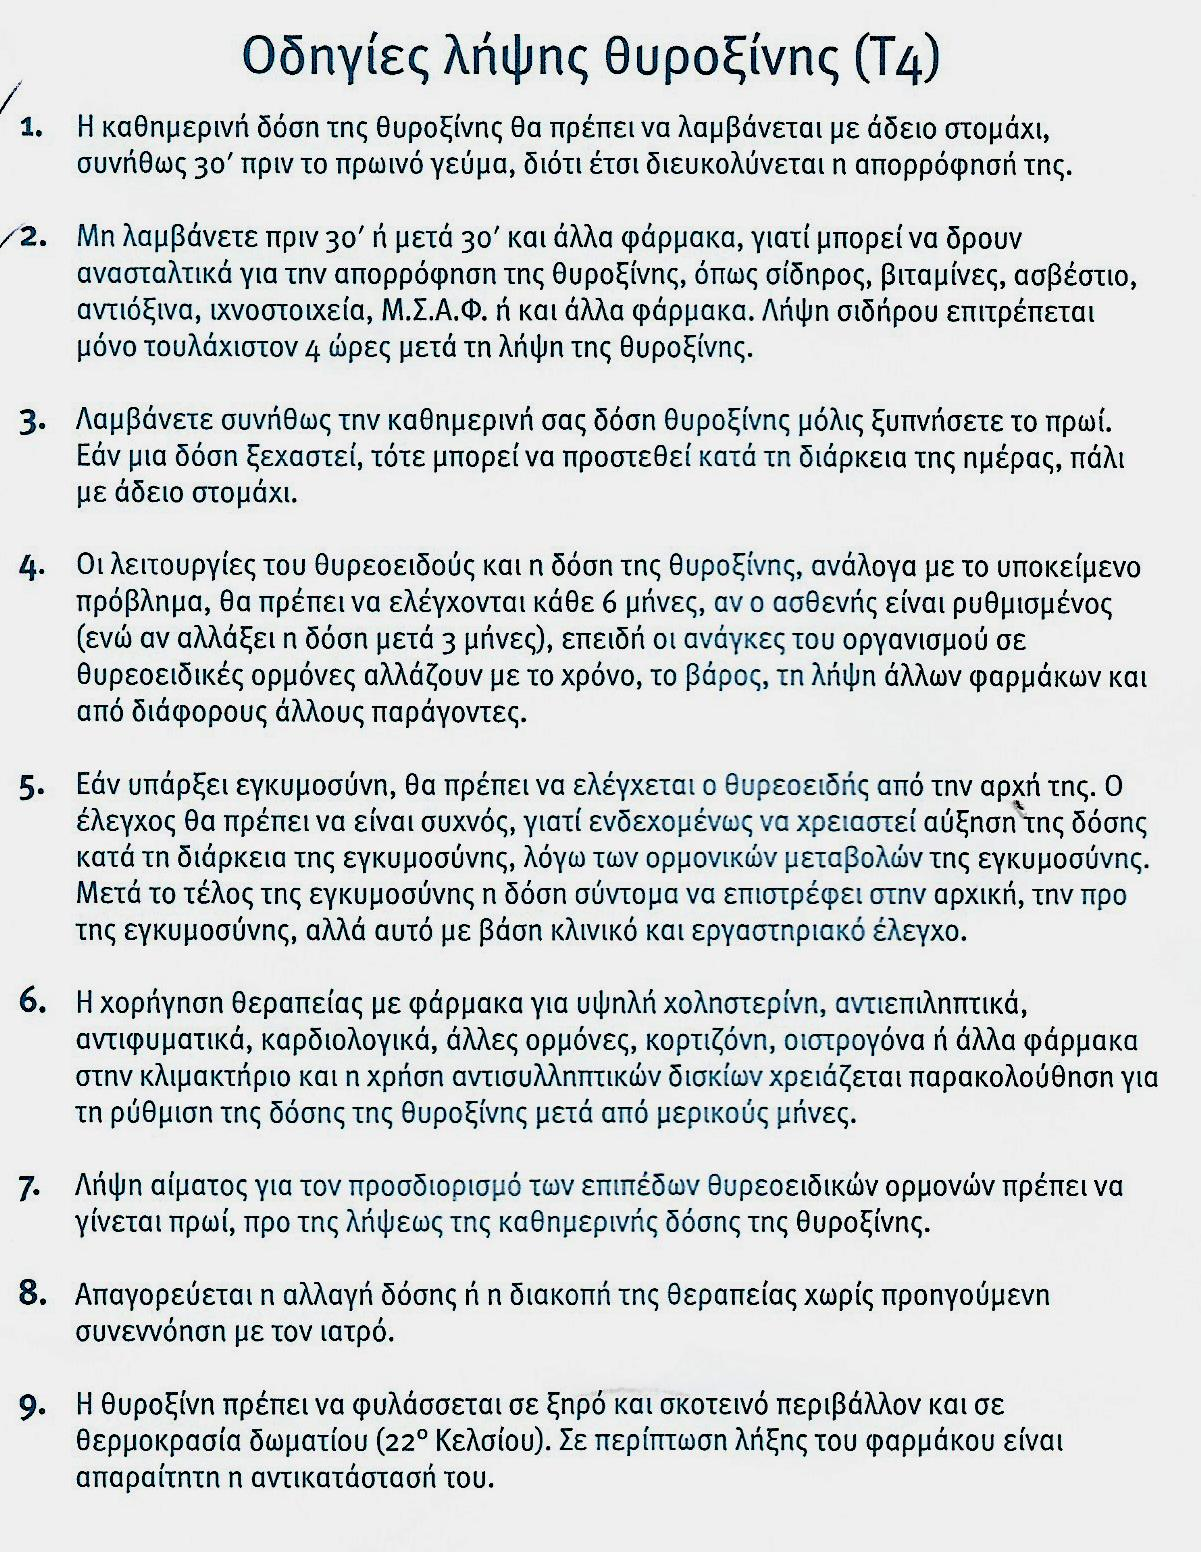 Οδηγίες λήψης θυροξίνης (Τ4)
1. Η καθημερινή δόση της θυροξίνης θα πρέπει να λαμβάνεται με άδειο στομάχι,
συνήθως 30' πριν το πρωινό γεύμα, διότι έτσι διευκολύνεται η απορρόφησή της.
2. Μη λαμβάνετε πριν 30' ή μετά 30' και άλλα φάρμακα, γιατί μπορεί να δρουν
ανασταλτικά για την απορρόφηση της θυροξίνης, όπως σίδηρος, βιταμίνες, ασβέστιο,
αντιόξινα, ιχνοστοιχεία, Μ.Σ.Α.Φ. ή και άλλα φάρμακα. Λήψη σιδήρου επιτρέπεται
μόνο τουλάχιστον 4 ώρες μετά τη λήψη της θυροξίνης.
3. Λαμβάνετε συνήθως την καθημερινή σας δόση θυροξίνης μόλις ξυπνήσετε το πρωί.
Εάν μια δόση ξεχαστεί, τότε μπορεί να προστεθεί κατά τη διάρκεια της ημέρας, πάλι
με άδειο στομάχι.
4. Οι λειτουργίες του θυρεοειδούς και η δόση της θυροξίνης, ανάλογα με το υποκείμενο
πρόβλημα, θα πρέπει να ελέγχονται κάθε 6 μήνες, αν ο ασθενής είναι ρυθμισμένος
(ενώ αν αλλάξει η δόση μετά 3 μήνες), επειδή οι ανάγκες του οργανισμού σε
θυρεοειδικές ορμόνες αλλάζουν με το χρόνο, το βάρος, τη λήψη άλλων φαρμάκων και
από διάφορους άλλους παράγοντες.
5. Εάν υπάρξει εγκυμοσύνη, θα πρέπει να ελέγχεται ο θυρεοειδής από την αρχή της. Ο
έλεγχος θα πρέπει να είναι συχνός, γιατί ενδεχομένως να χρειαστεί αύξηση της δόσης
κατά τη διάρκεια της εγκυμοσύνης, λόγω των ορμονικών μεταβολών της εγκυμοσύνης.
Μετά το τέλος της εγκυμοσύνης η δόση σύντομα να επιστρέφει στην αρχική, την προ
της εγκυμοσύνης, αλλά αυτό με βάση κλινικό και εργαστηριακό έλεγχο.
6. Η χορήγηση θεραπείας με φάρμακα για υψηλή χοληστερίνη, αντιεπιληπτικά,
αντιφυματικά, καρδιολογικά, άλλες ορμόνες, κορτιζόνη, οιστρογόνα ή άλλα φάρμακα
στην κλιμακτήριο και η χρήση αντισυλληπτικών δισκίων χρειάζεται παρακολούθηση για
τη ρύθμιση της δόσης της θυροξίνης μετά από μερικούς μήνες.
7. Λήψη αίματος για τον προσδιορισμό των επιπέδων θυρεοειδικών ορμονών πρέπει να
γίνεται πρωί, προ της λήψεως της καθημερινής δόσης της θυροξίνης.
8. Απαγορεύεται η αλλαγή δόσης ή η διακοπή της θεραπείας χωρίς προηγούμενη
συνεννόηση με τον ιατρό.
9. Η θυροξίνη πρέπει να φυλάσσεται σε ξηρό και σκοτεινό περιβάλλον και σε
θερμοκρασία δωματίου (22° Κελσίου). Σε περίπτωση λήξης του φαρμάκου είναι
απαραίτητη η αντικατάστασή του.